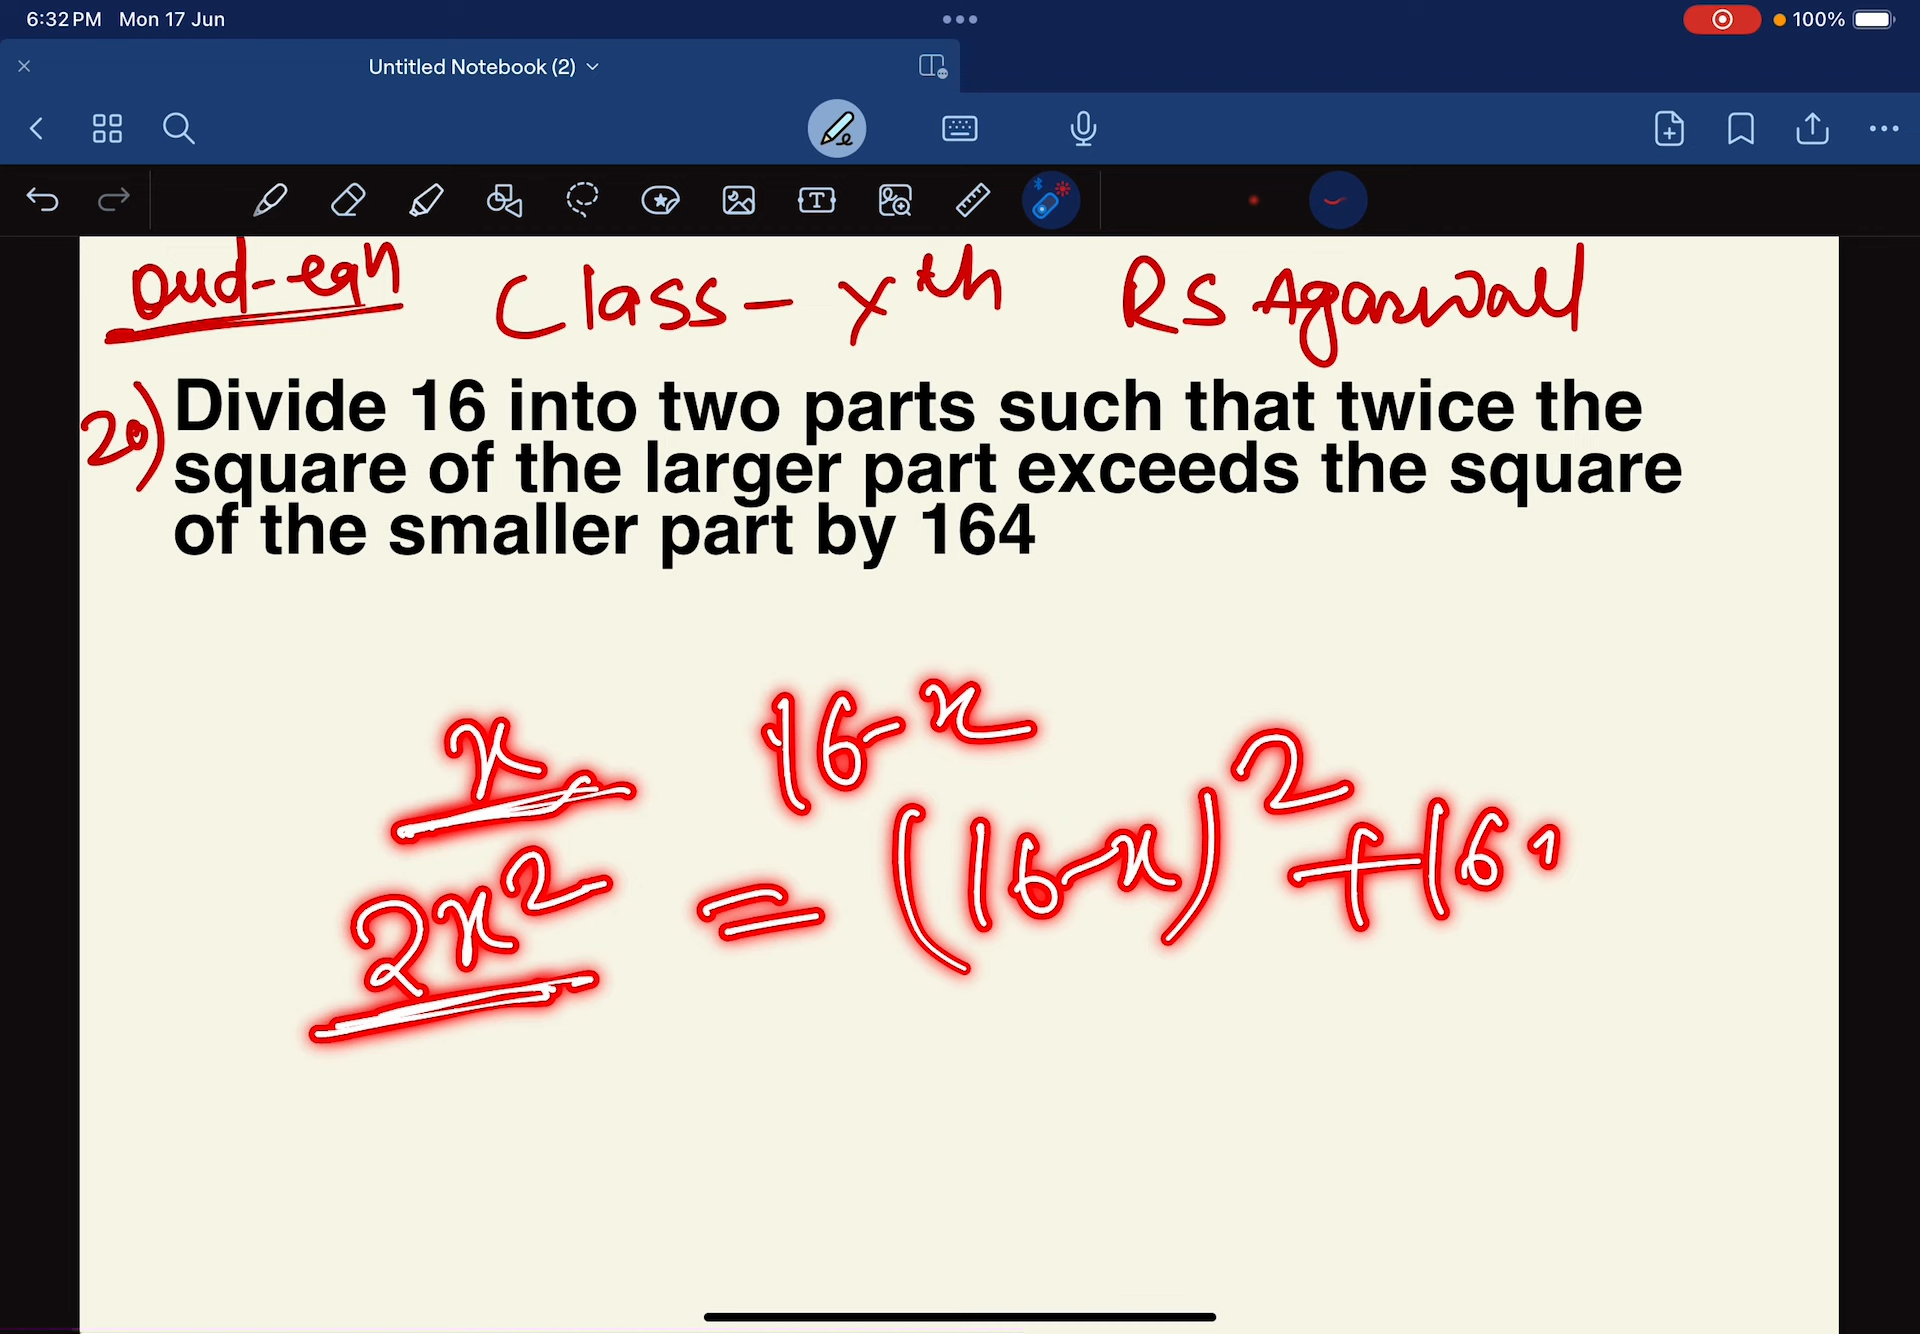 6:32 PM Mon 17 Jun
100%
Untitled Notebook (2)
Qud-eqn Class - Xth RS Agarwall
20) Divide 16 into two parts such that twice the
square of the larger part exceeds the square
of the smaller part by 164
x 16-x
2x² = (16-x)² + 16